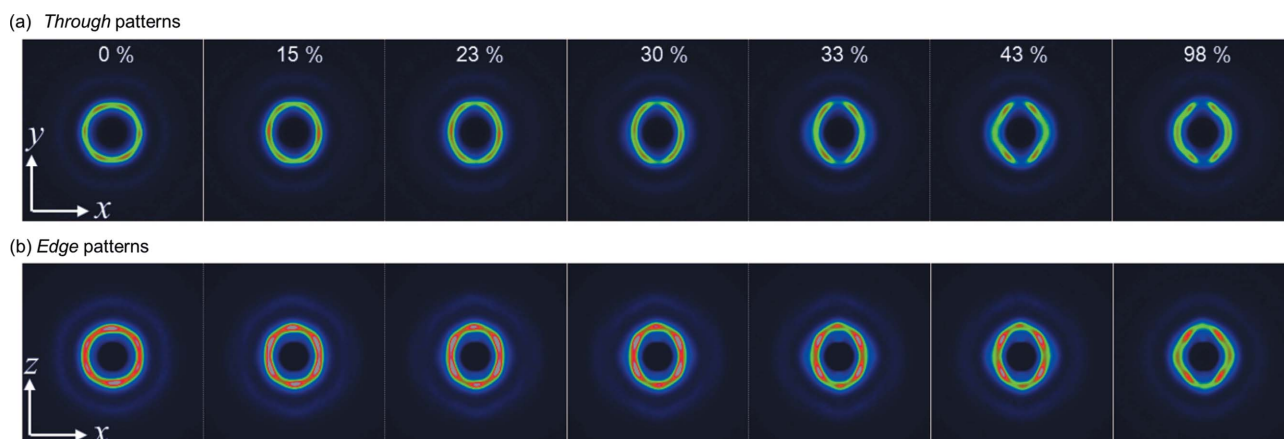 (a) Through patterns
0 % 15 % 23 % 30 % 33 % 43 % 98 %
y
x
(b) Edge patterns
z
x